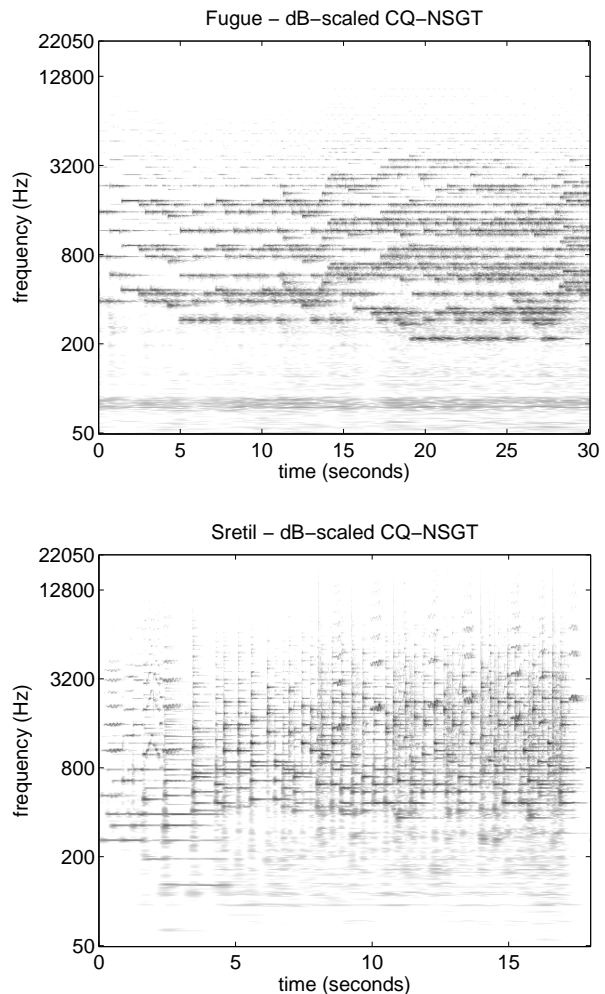 Fugue − dB−scaled CQ−NSGT
22050
12800
3200
800
200
50
frequency (Hz)
0 5 10 15 20 25 30
time (seconds)
Sretil − dB−scaled CQ−NSGT
22050
12800
3200
800
200
50
frequency (Hz)
0 5 10 15
time (seconds)